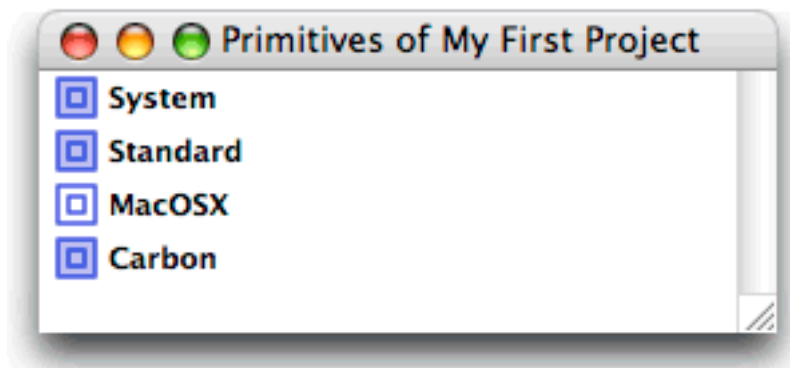 Primitives of My First Project
System
Standard
MacOSX
Carbon